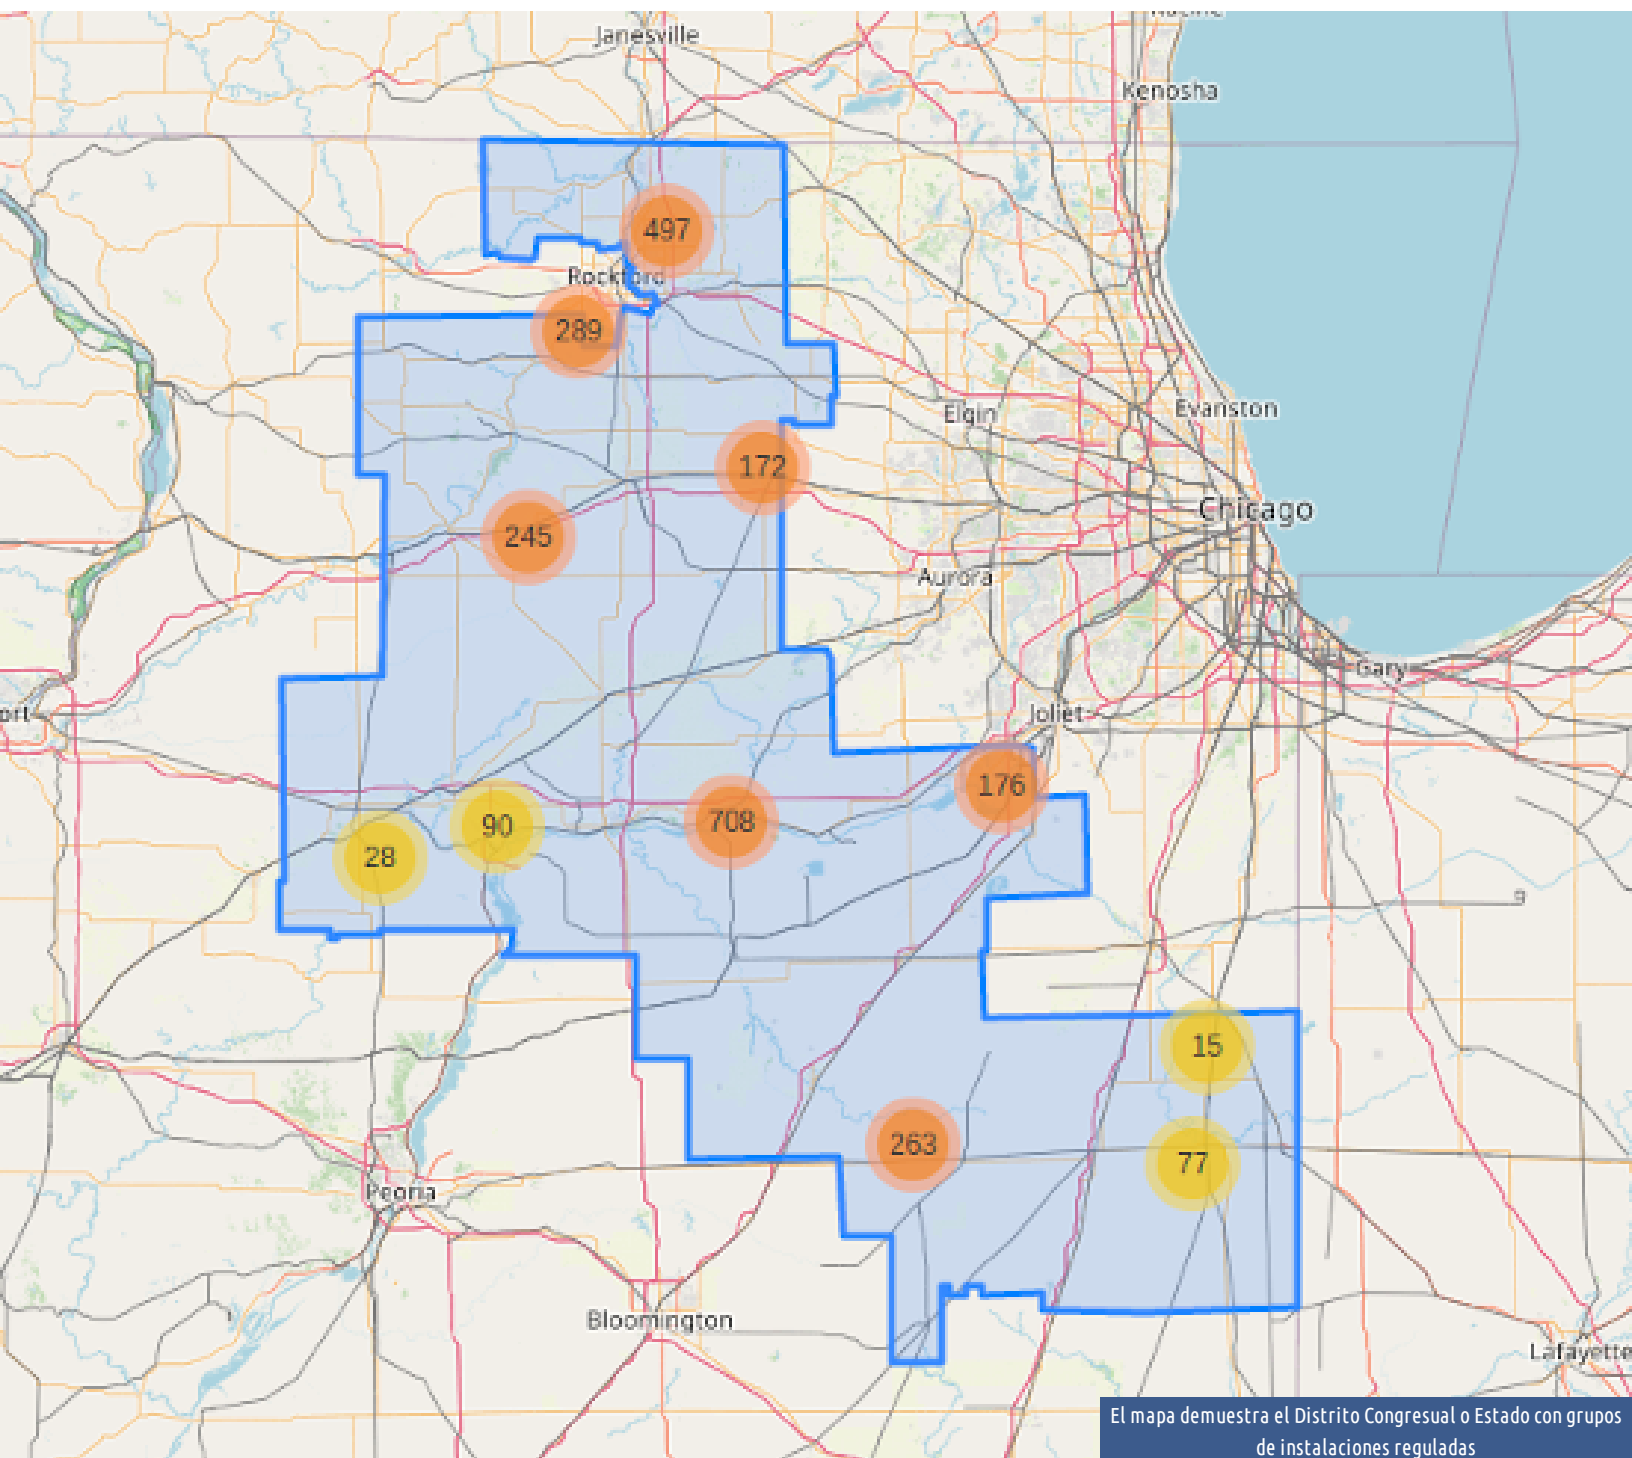 Janesville
Kenosha
497
Rockford
289
Elgin
Evanston
172
Chicago
245
Aurora
Gary
ort
Joliet
176
708
90
28
15
263
77
Peoria
Bloomington
Lafayette
El mapa demuestra el Distrito Congresual o Estado con grupos
de instalaciones reguladas